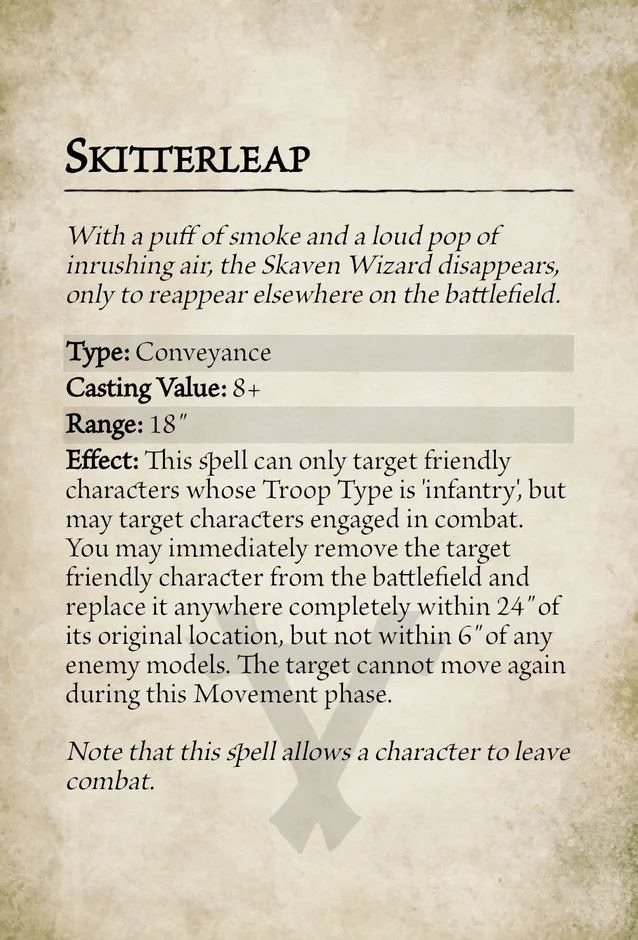 Skitterleap
With a puff of smoke and a loud pop of
inrushing air, the Skaven Wizard disappears,
only to reappear elsewhere on the battlefield.
Type: Conveyance
Casting Value: 8+
Range: 18"
Effect: This spell can only target friendly
characters whose Troop Type is 'infantry', but
may target characters engaged in combat.
You may immediately remove the target
friendly character from the battlefield and
replace it anywhere completely within 24" of
its original location, but not within 6" of any
enemy models. The target cannot move again
during this Movement phase.
Note that this spell allows a character to leave
combat.